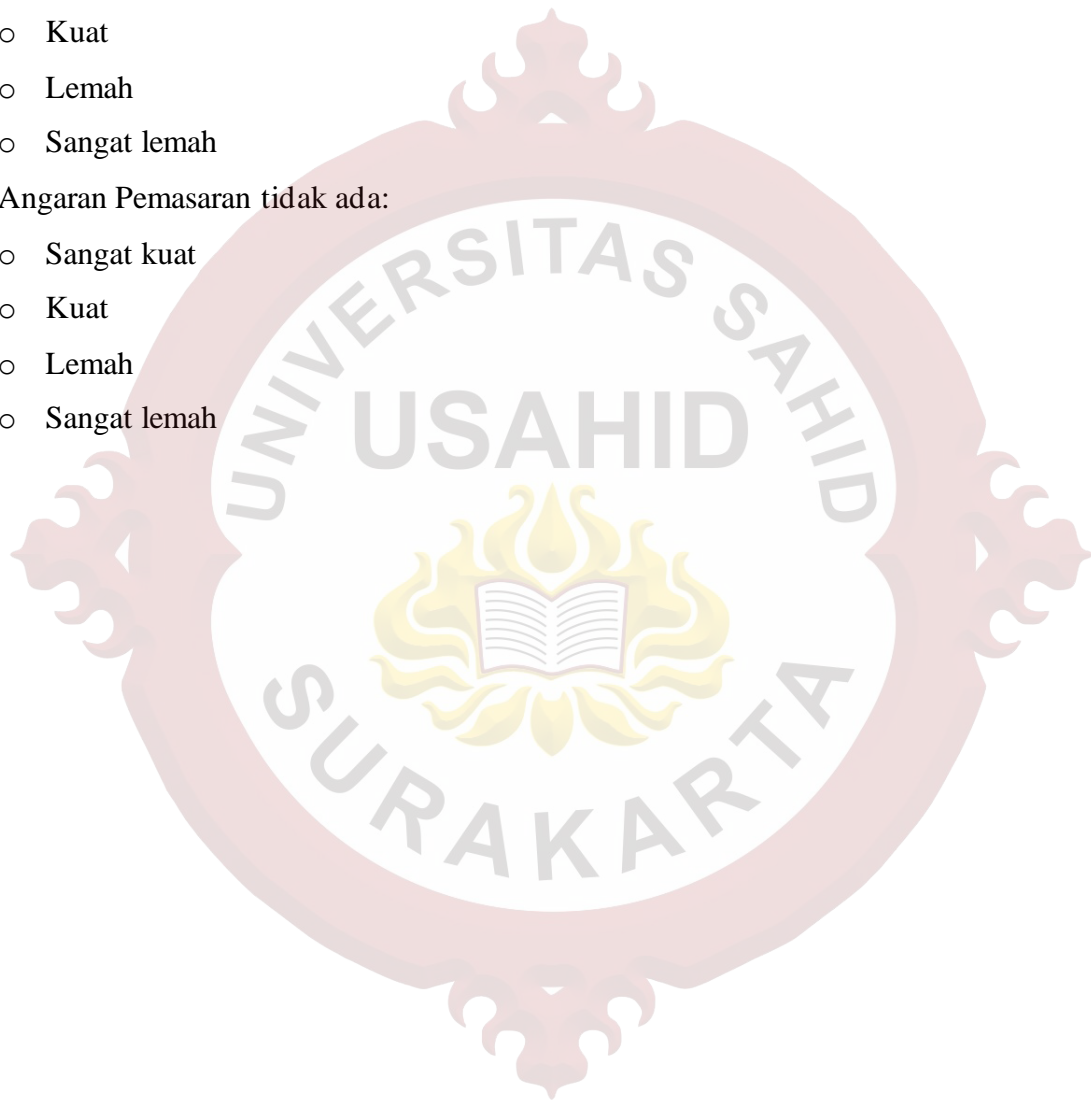 o Kuat
o Lemah
o Sangat lemah
Angaran Pemasaran tidak ada:
o Sangat kuat
o Kuat
o Lemah
o Sangat lemah
UNIVERSITAS SAHID
USAHID
SURAKARTA